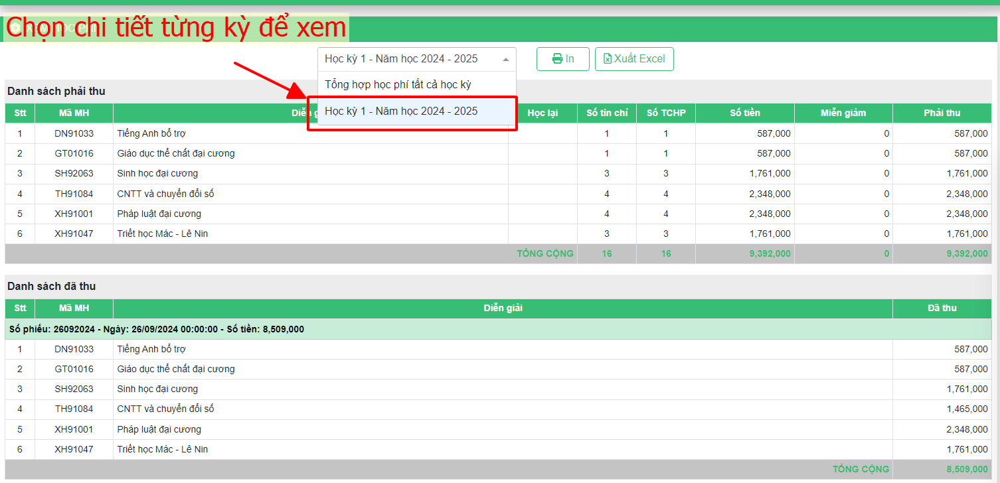 Chọn chi tiết từng kỳ để xem
Học kỳ 1 - Năm học 2024 - 2025
In
Xuất Excel
Tổng hợp học phí tất cả học kỳ
Học kỳ 1 - Năm học 2024 - 2025
Danh sách phải thu
Stt Mã MH Diễn g Học lại Số tín chỉ Số TCHP Số tiền Miễn giảm Phải thu
1 DN91033 Tiếng Anh bổ trợ 1 1 587,000 0 587,000
2 GT01016 Giáo dục thể chất đại cương 1 1 587,000 0 587,000
3 SH92063 Sinh học đại cương 3 3 1,761,000 0 1,761,000
4 TH91084 CNTT và chuyển đổi số 4 4 2,348,000 0 2,348,000
5 XH91001 Pháp luật đại cương 4 4 2,348,000 0 2,348,000
6 XH91047 Triết học Mác - Lê Nin 3 3 1,761,000 0 1,761,000
TỔNG CỘNG 16 16 9,392,000 0 9,392,000
Danh sách đã thu
Stt Mã MH Diễn giải Đã thu
Số phiếu: 26092024 - Ngày: 26/09/2024 00:00:00 - Số tiền: 8,509,000
1 DN91033 Tiếng Anh bổ trợ 587,000
2 GT01016 Giáo dục thể chất đại cương 587,000
3 SH92063 Sinh học đại cương 1,761,000
4 TH91084 CNTT và chuyển đổi số 1,465,000
5 XH91001 Pháp luật đại cương 2,348,000
6 XH91047 Triết học Mác - Lê Nin 1,761,000
TỔNG CỘNG 8,509,000